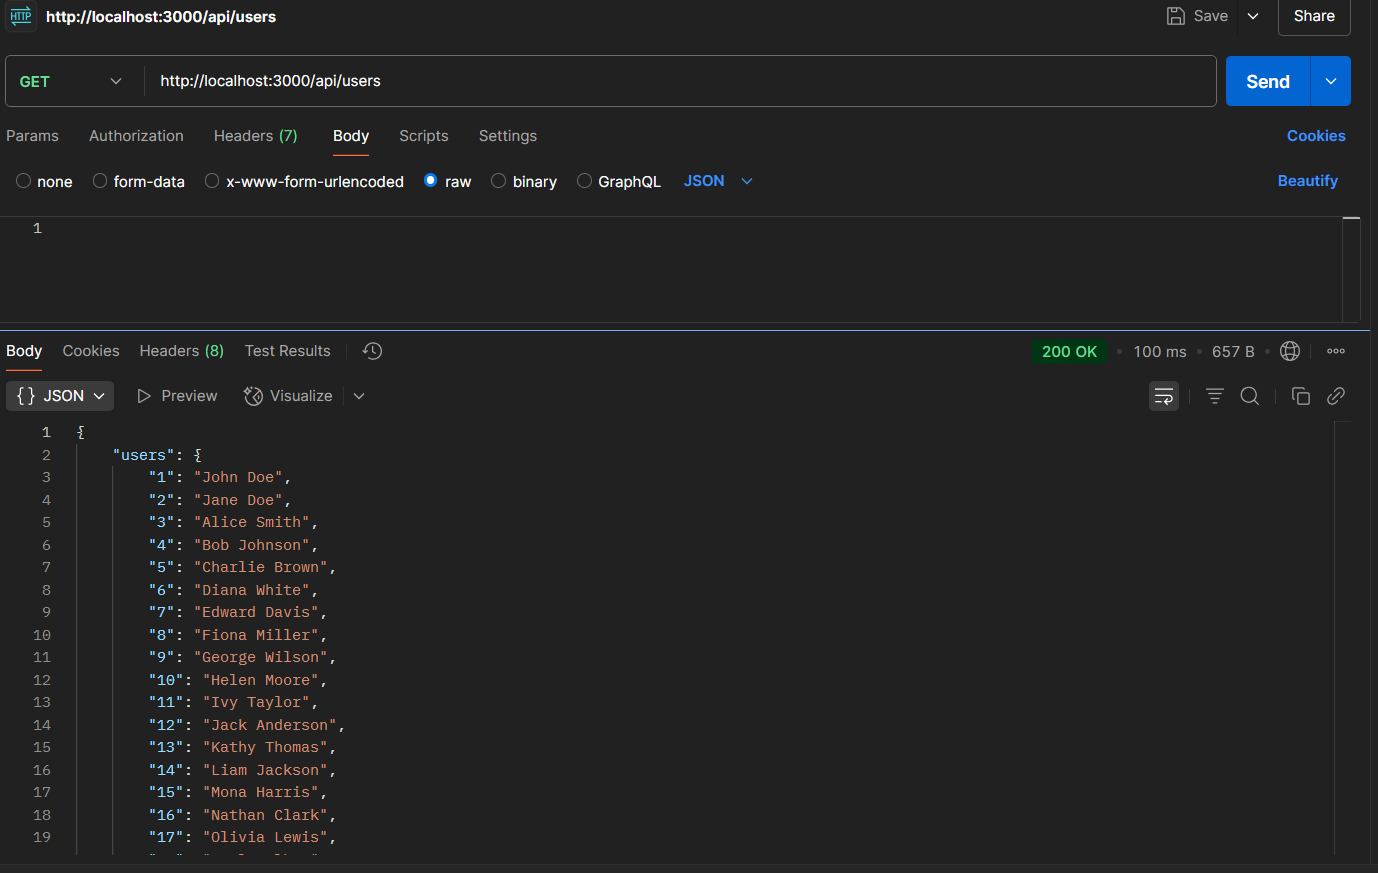 HTTP http://localhost:3000/api/users Save Share
GET http://localhost:3000/api/users Send
Params Authorization Headers (7) Body Scripts Settings Cookies
none form-data x-www-form-urlencoded raw binary GraphQL JSON Beautify
1
Body Cookies Headers (8) Test Results 200 OK • 100 ms • 657 B •
{} JSON Preview Visualize
1 {
2 "users": {
3 "1": "John Doe",
4 "2": "Jane Doe",
5 "3": "Alice Smith",
6 "4": "Bob Johnson",
7 "5": "Charlie Brown",
8 "6": "Diana White",
9 "7": "Edward Davis",
10 "8": "Fiona Miller",
11 "9": "George Wilson",
12 "10": "Helen Moore",
13 "11": "Ivy Taylor",
14 "12": "Jack Anderson",
15 "13": "Kathy Thomas",
16 "14": "Liam Jackson",
17 "15": "Mona Harris",
18 "16": "Nathan Clark",
19 "17": "Olivia Lewis",